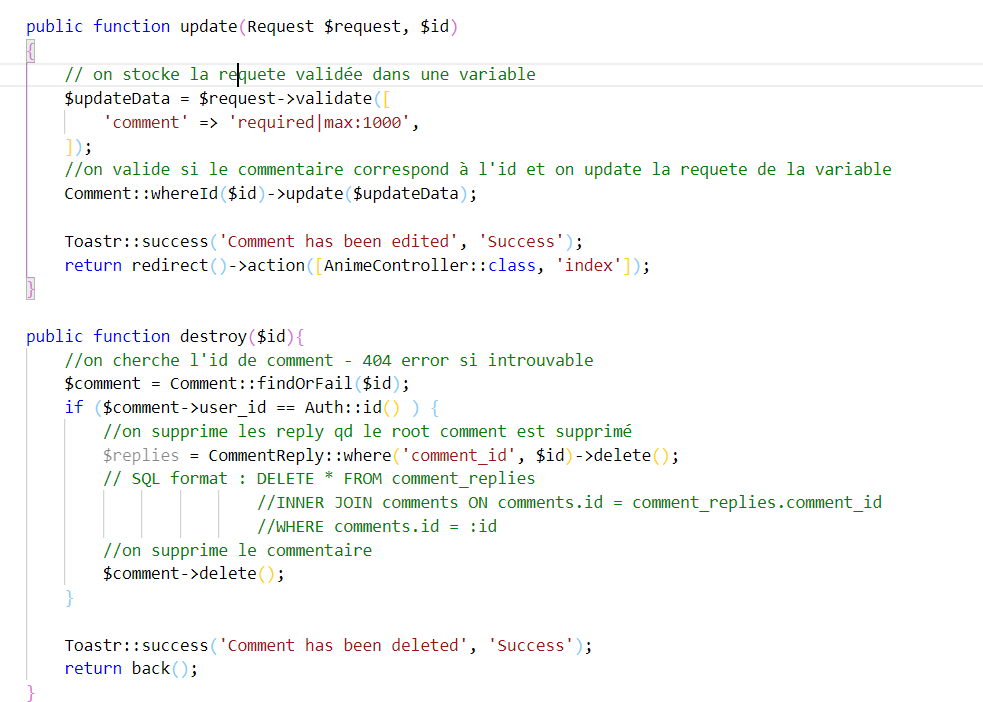 public function update(Request $request, $id)
{
// on stocke la requete validée dans une variable
$updateData = $request->validate([
'comment' => 'required|max:1000',
]);
//on valide si le commentaire correspond à l'id et on update la requete de la variable
Comment::whereId($id)->update($updateData);
Toastr::success('Comment has been edited', 'Success');
return redirect()->action([AnimeController::class, 'index']);
}
public function destroy($id){
//on cherche l'id de comment - 404 error si introuvable
$comment = Comment::findOrFail($id);
if ($comment->user_id == Auth::id() ) {
//on supprime les reply qd le root comment est supprimé
$replies = CommentReply::where('comment_id', $id)->delete();
// SQL format : DELETE * FROM comment_replies
//INNER JOIN comments ON comments.id = comment_replies.comment_id
//WHERE comments.id = :id
//on supprime le commentaire
$comment->delete();
}
Toastr::success('Comment has been deleted', 'Success');
return back();
}